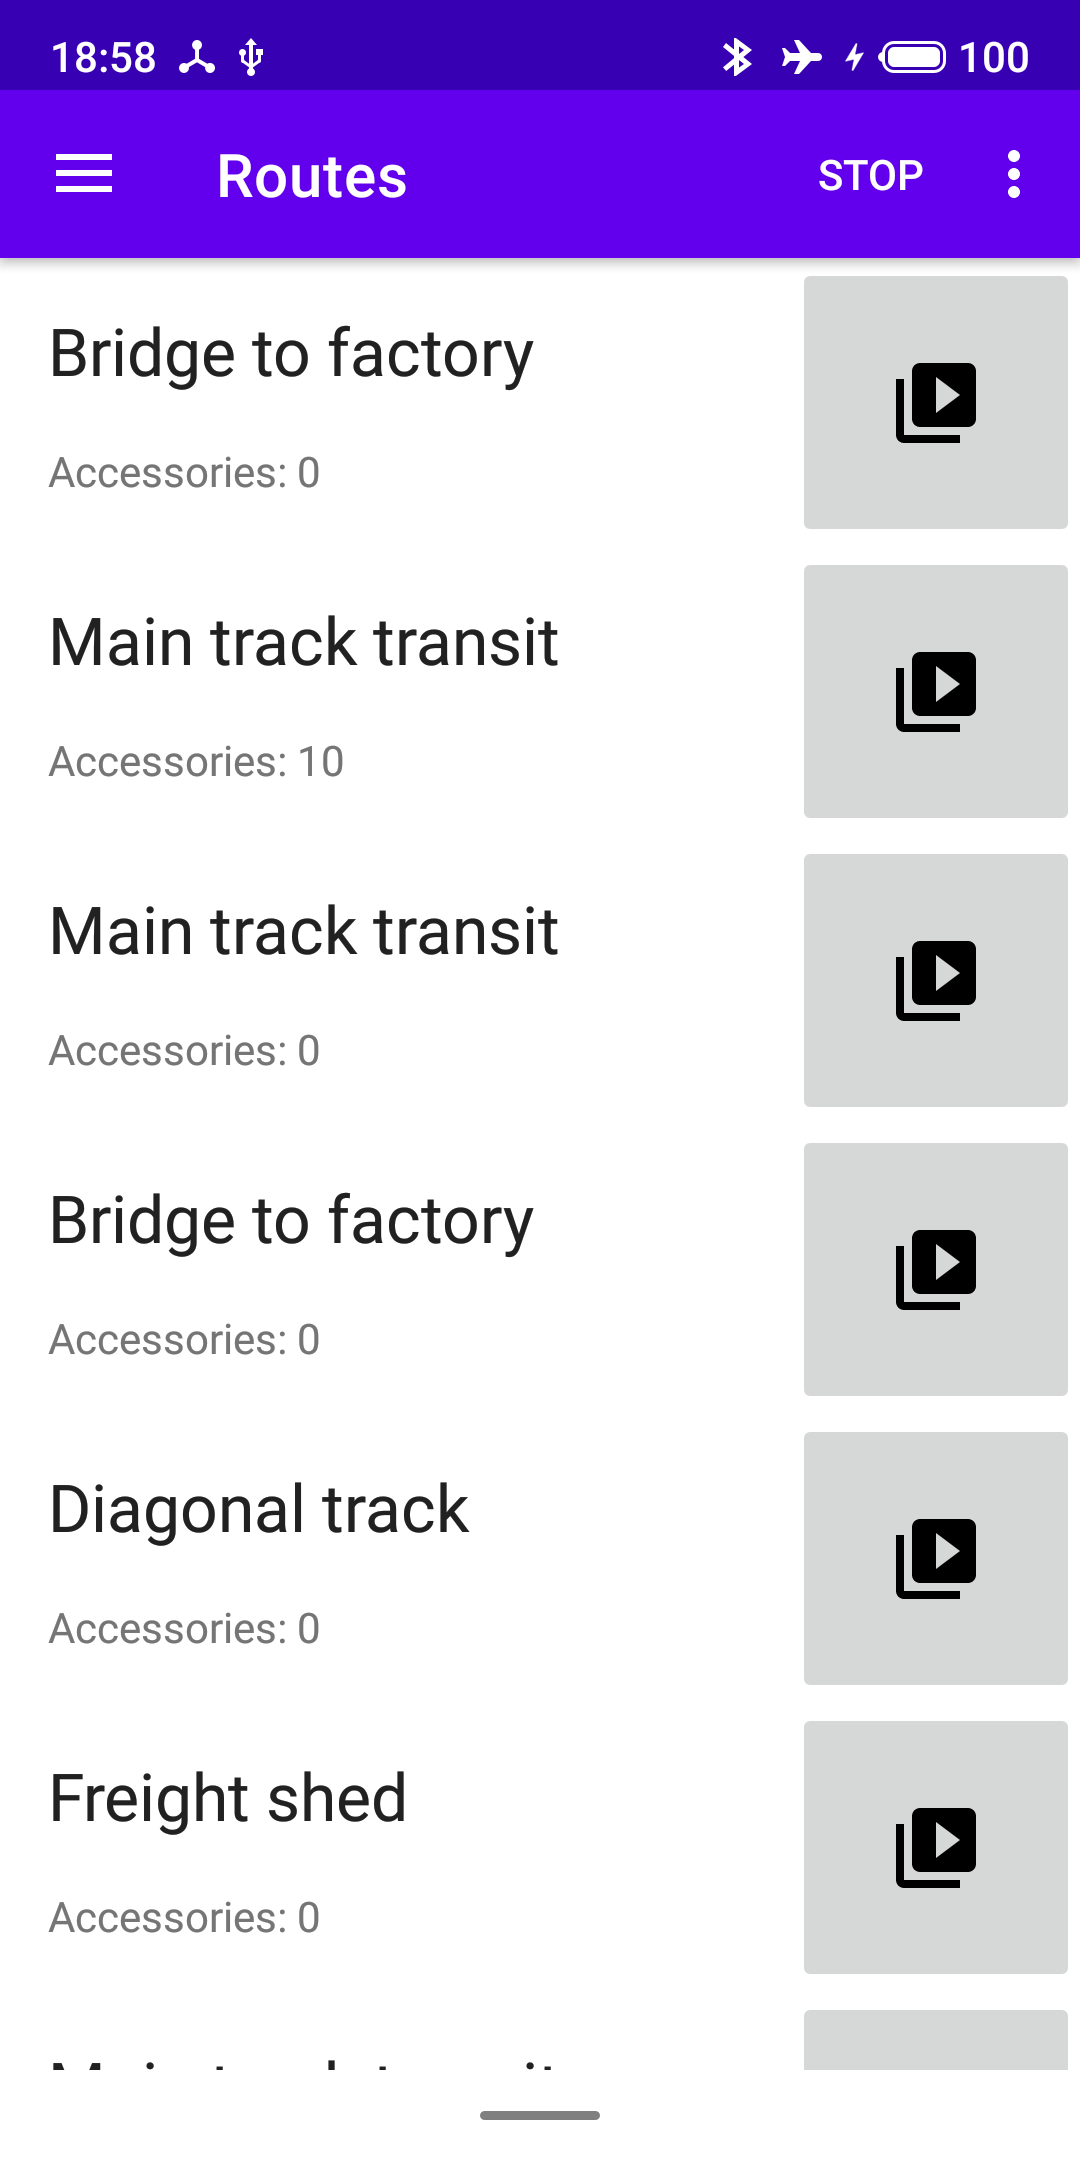 18:58 100
Routes STOP
Bridge to factory
Accessories: 0
Main track transit
Accessories: 10
Main track transit
Accessories: 0
Bridge to factory
Accessories: 0
Diagonal track
Accessories: 0
Freight shed
Accessories: 0